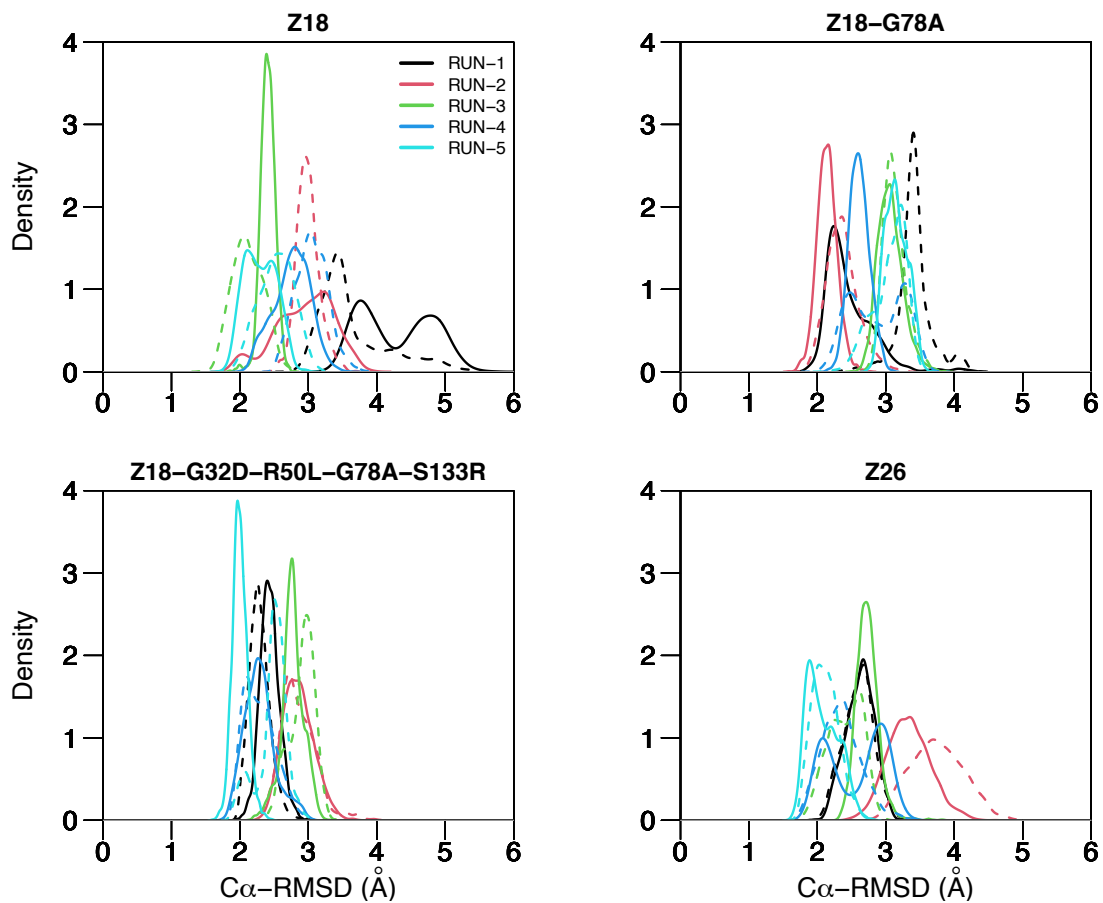 Z18
Z18–G78A
4
3
2
1
0
Density
RUN–1
RUN–2
RUN–3
RUN–4
RUN–5
0 1 2 3 4 5 6
4
3
2
1
0
0 1 2 3 4 5 6
Z18–G32D–R50L–G78A–S133R
Z26
4
3
2
1
0
Density
0 1 2 3 4 5 6
Cα–RMSD (Å)
4
3
2
1
0
0 1 2 3 4 5 6
Cα–RMSD (Å)